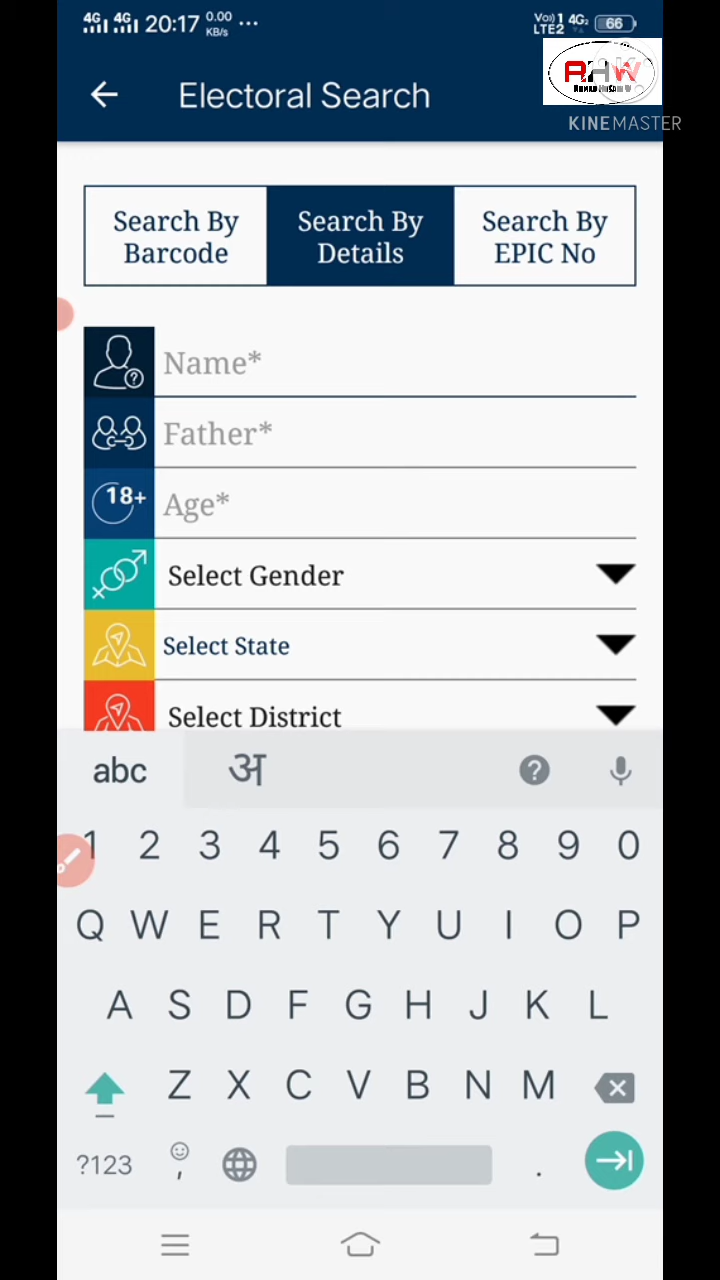 4G 4G 20:17 0.00 KB/s ...
Vo)) 1 4G2 LTE2 66
AHW
KINEMASTER
Electoral Search
Search By Barcode
Search By Details
Search By EPIC No
Name*
Father*
18+ Age*
Select Gender
Select State
Select District
abc अ ?
1 2 3 4 5 6 7 8 9 0
Q W E R T Y U I O P
A S D F G H J K L
Z X C V B N M
?123 , .